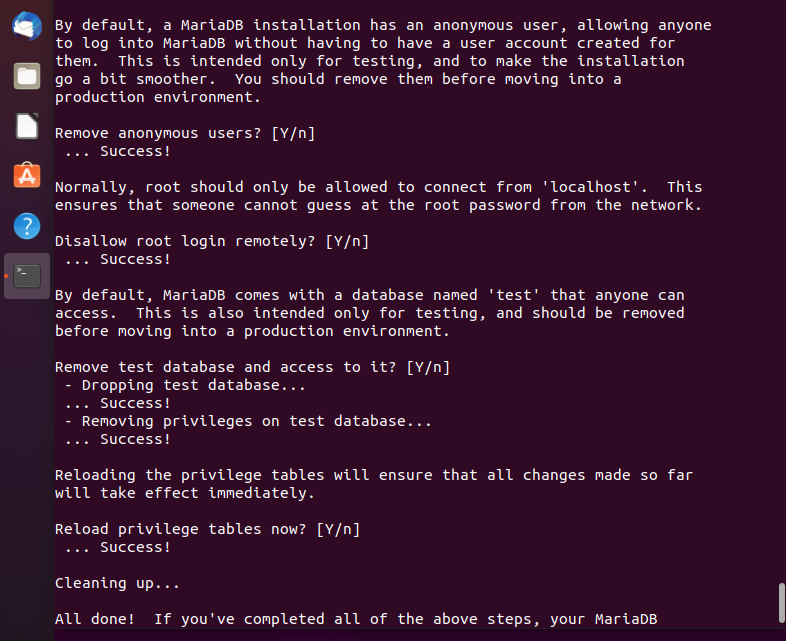 By default, a MariaDB installation has an anonymous user, allowing anyone
to log into MariaDB without having to have a user account created for
them.  This is intended only for testing, and to make the installation
go a bit smoother.  You should remove them before moving into a
production environment.
Remove anonymous users? [Y/n]
 ... Success!
Normally, root should only be allowed to connect from 'localhost'.  This
ensures that someone cannot guess at the root password from the network.
Disallow root login remotely? [Y/n]
 ... Success!
By default, MariaDB comes with a database named 'test' that anyone can
access.  This is also intended only for testing, and should be removed
before moving into a production environment.
Remove test database and access to it? [Y/n]
 - Dropping test database...
 ... Success!
 - Removing privileges on test database...
 ... Success!
Reloading the privilege tables will ensure that all changes made so far
will take effect immediately.
Reload privilege tables now? [Y/n]
 ... Success!
Cleaning up...
All done!  If you've completed all of the above steps, your MariaDB